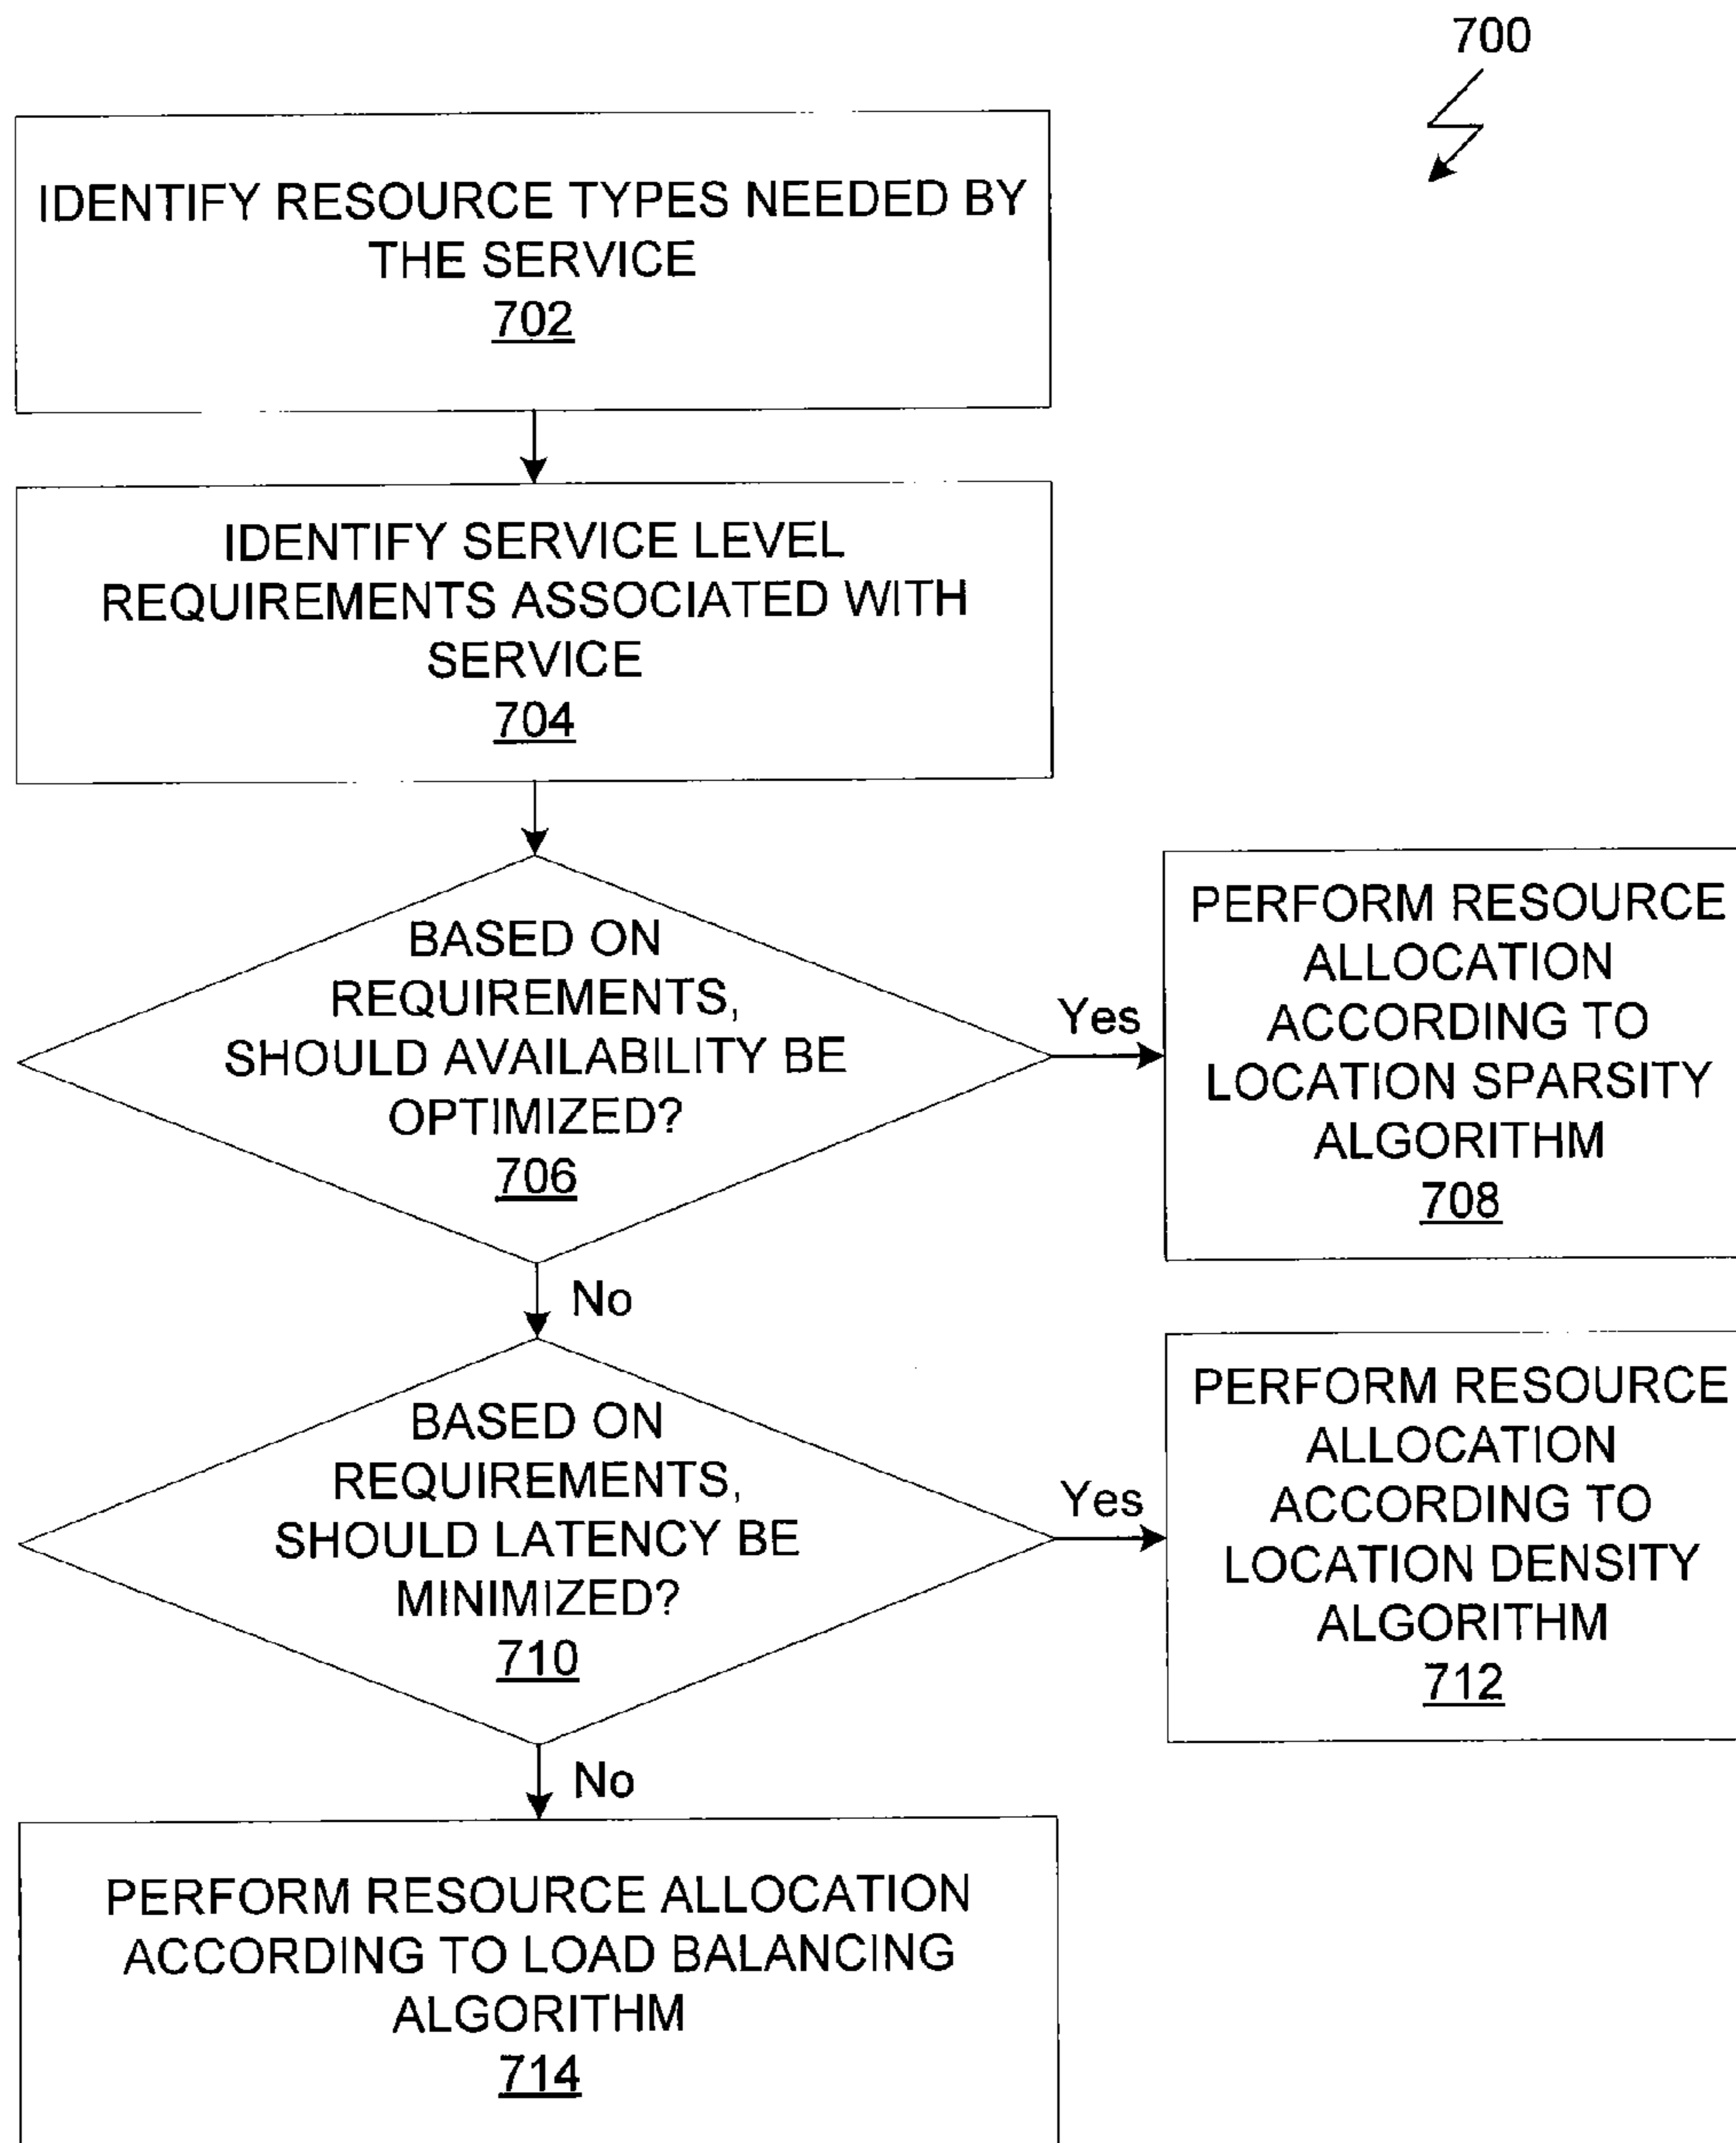 700
IDENTIFY RESOURCE TYPES NEEDED BY
THE SERVICE
702
IDENTIFY SERVICE LEVEL
REQUIREMENTS ASSOCIATED WITH
SERVICE
704
BASED ON
REQUIREMENTS,
SHOULD AVAILABILITY BE
OPTIMIZED?
706
Yes
PERFORM RESOURCE
ALLOCATION
ACCORDING TO
LOCATION SPARSITY
ALGORITHM
708
No
BASED ON
REQUIREMENTS,
SHOULD LATENCY BE
MINIMIZED?
710
Yes
PERFORM RESOURCE
ALLOCATION
ACCORDING TO
LOCATION DENSITY
ALGORITHM
712
No
PERFORM RESOURCE ALLOCATION
ACCORDING TO LOAD BALANCING
ALGORITHM
714